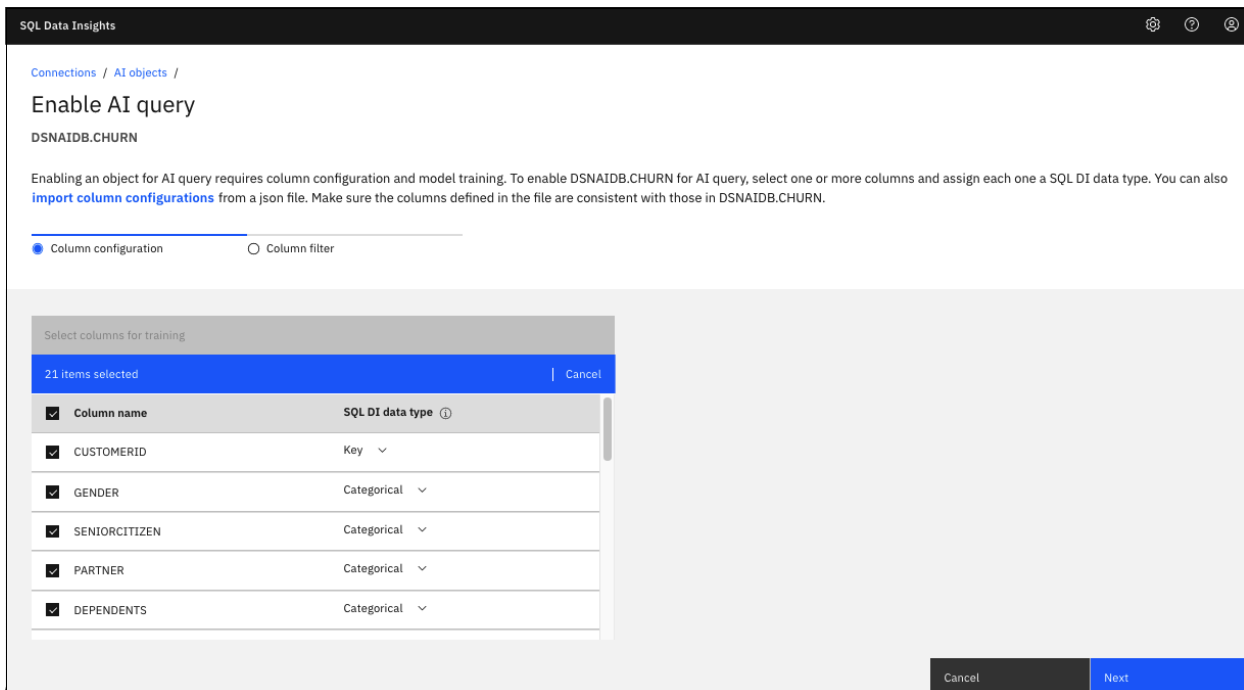 SQL Data Insights
Connections / AI objects /
Enable AI query
DSNAIDB.CHURN
Enabling an object for AI query requires column configuration and model training. To enable DSNAIDB.CHURN for AI query, select one or more columns and assign each one a SQL DI data type. You can also
import column configurations from a json file. Make sure the columns defined in the file are consistent with those in DSNAIDB.CHURN.
Column configuration Column filter
Select columns for training
21 items selected | Cancel
Column name SQL DI data type
CUSTOMERID Key
GENDER Categorical
SENIORCITIZEN Categorical
PARTNER Categorical
DEPENDENTS Categorical
Cancel Next